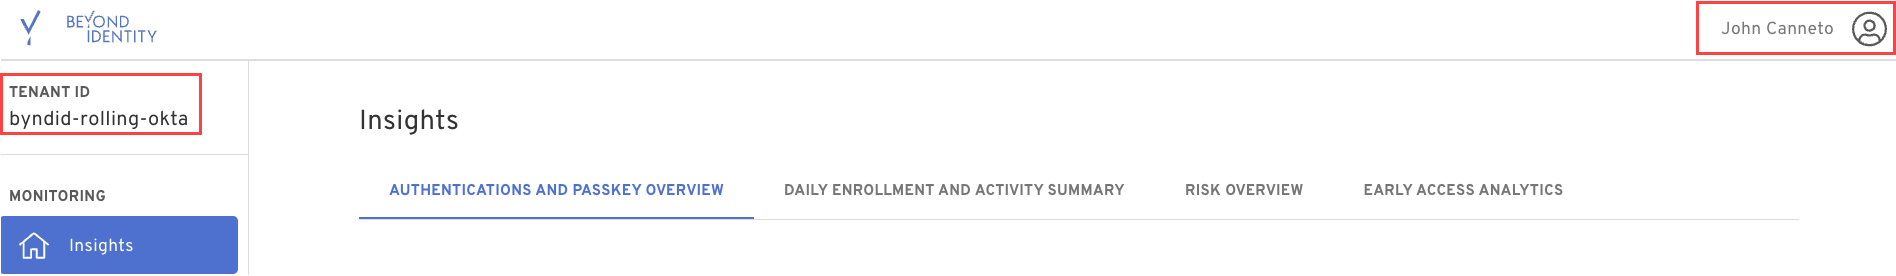 BEYOND
IDENTITY
John Canneto
TENANT ID
byndid-rolling-okta
Insights
AUTHENTICATIONS AND PASSKEY OVERVIEW
DAILY ENROLLMENT AND ACTIVITY SUMMARY
RISK OVERVIEW
EARLY ACCESS ANALYTICS
MONITORING
Insights